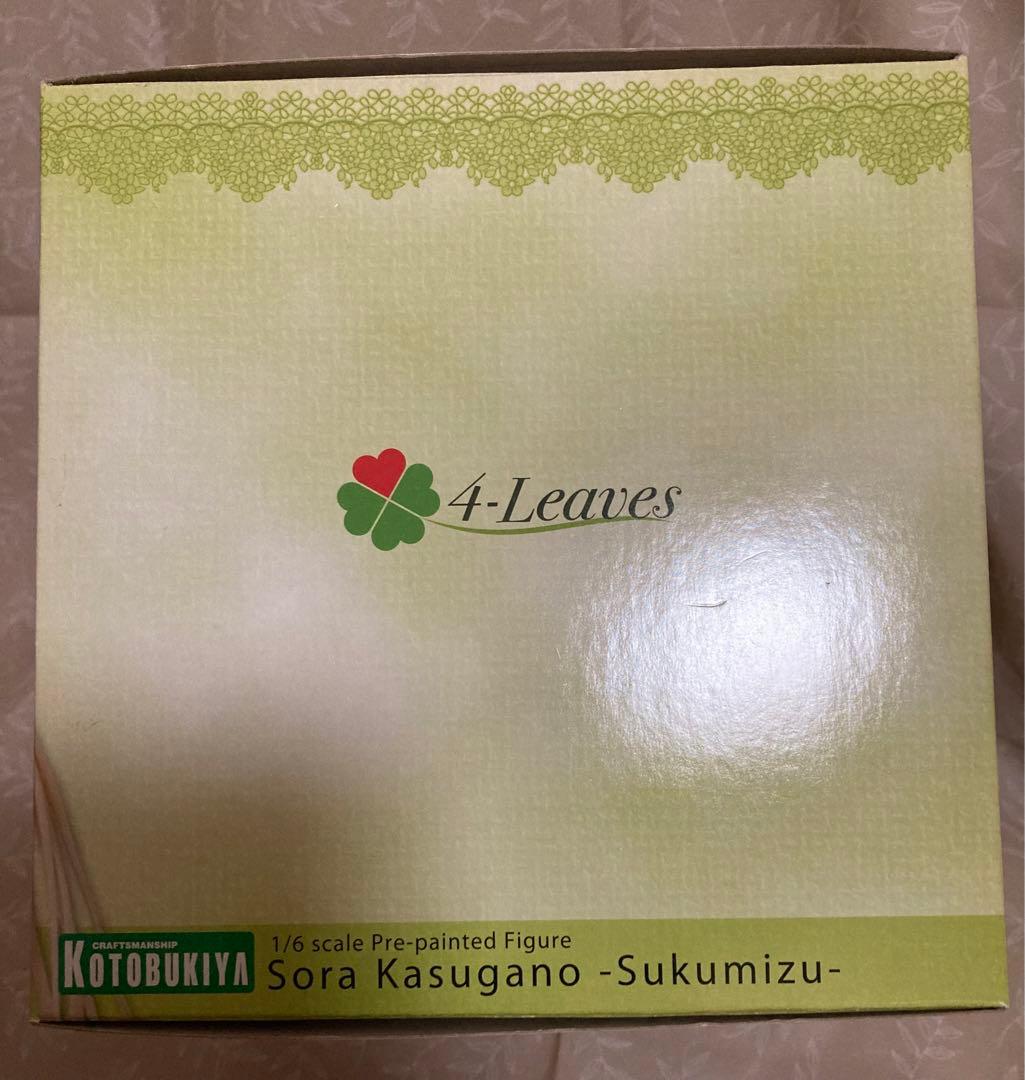 4-Leaves
CRAFTSMANSHIP
KOTOBUKIYA
1/6 scale Pre-painted Figure
Sora Kasugano -Sukumizu-